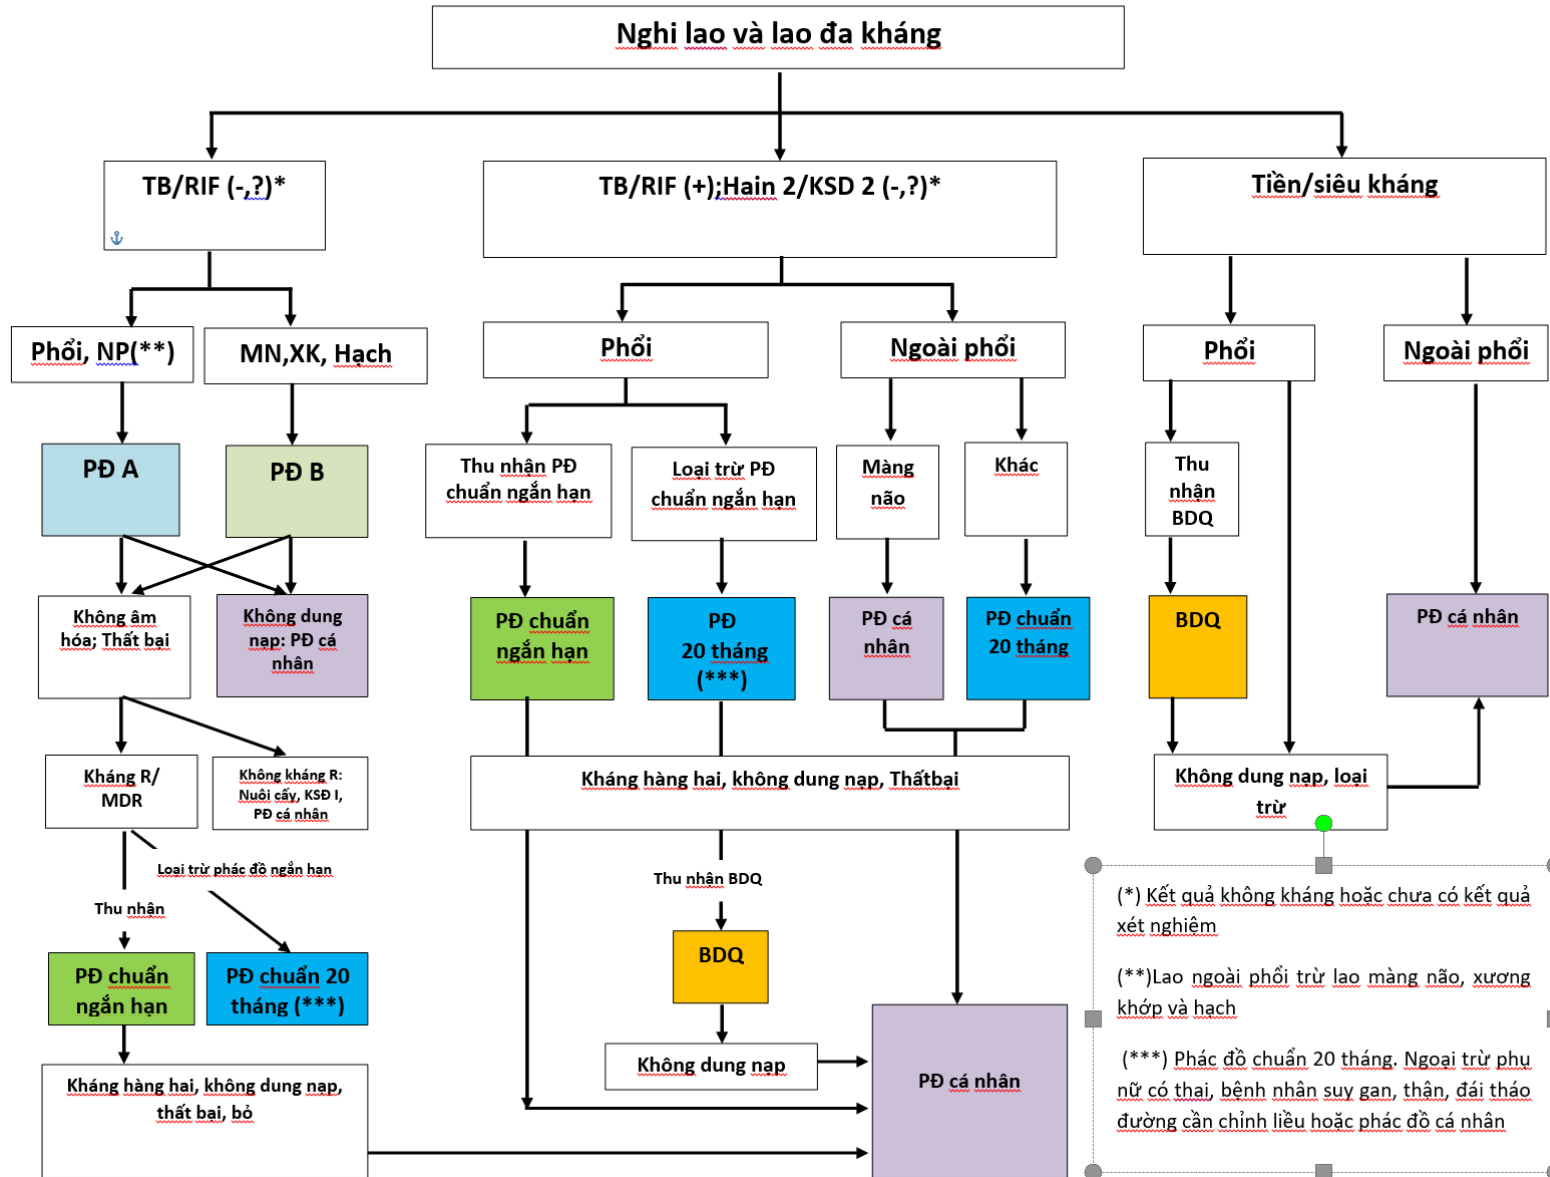 Nghi lao và lao đa kháng
TB/RIF (-,?)*
TB/RIF (+);Hain 2/KSD 2 (-,?)*
Tiền/siêu kháng
Phổi, NP(**)
MN,XK, Hạch
Phổi
Ngoài phổi
Phổi
Ngoài phổi
PĐ A
PĐ B
Thu nhận PĐ
chuẩn ngắn hạn
Loại trừ PĐ
chuẩn ngắn hạn
Màng
não
Khác
Thu
nhận
BDQ
Không âm
hóa; Thất bại
Không dung
nạp: PĐ cá
nhân
PĐ chuẩn
ngắn hạn
PĐ
20 tháng
(***)
PĐ cá
nhân
PĐ chuẩn
20 tháng
BDQ
PĐ cá nhân
Kháng R/
MDR
Không kháng R:
Nuôi cấy, KSĐ I,
PĐ cá nhân
Kháng hàng hai, không dung nạp, Thấtbại
Không dung nạp, loại
trừ
Loại trừ phác đồ ngắn hạn
Thu nhận
Thu nhận BDQ
PĐ chuẩn
ngắn hạn
PĐ chuẩn 20
tháng (***)
BDQ
Không dung nạp
Kháng hàng hai, không dung nạp,
thất bại, bỏ
PĐ cá nhân
(*) Kết quả không kháng hoặc chưa có kết quả
xét nghiệm
(**)Lao ngoài phổi trừ lao màng não, xương
khớp và hạch
(***) Phác đồ chuẩn 20 tháng. Ngoại trừ phụ
nữ có thai, bệnh nhân suy gan, thận, đái tháo
đường cần chỉnh liều hoặc phác đồ cá nhân